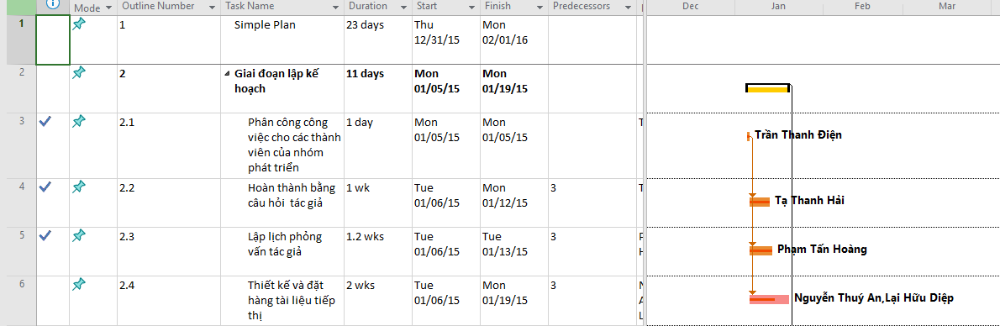 Mode Outline Number Task Name Duration Start Finish Predecessors Dec Jan Feb Mar
1 1 Simple Plan 23 days Thu Mon
12/31/15 02/01/16
2 2 Giai đoạn lập kế 11 days Mon Mon
hoạch 01/05/15 01/19/15
3 2.1 Phân công công 1 day Mon Mon T
việc cho các thành 01/05/15 01/05/15 Trần Thanh Điện
viên của nhóm
phát triển
4 2.2 Hoàn thành bằng 1 wk Tue Mon 3 T
câu hỏi tác giả 01/06/15 01/12/15 Tạ Thanh Hải
5 2.3 Lập lịch phỏng 1.2 wks Tue Tue 3 P
vấn tác giả 01/06/15 01/13/15 H Phạm Tấn Hoàng
6 2.4 Thiết kế và đặt 2 wks Tue Mon 3 N
hàng tài liệu tiếp 01/06/15 01/19/15 A Nguyễn Thuý An,Lại Hữu Diệp
thị L